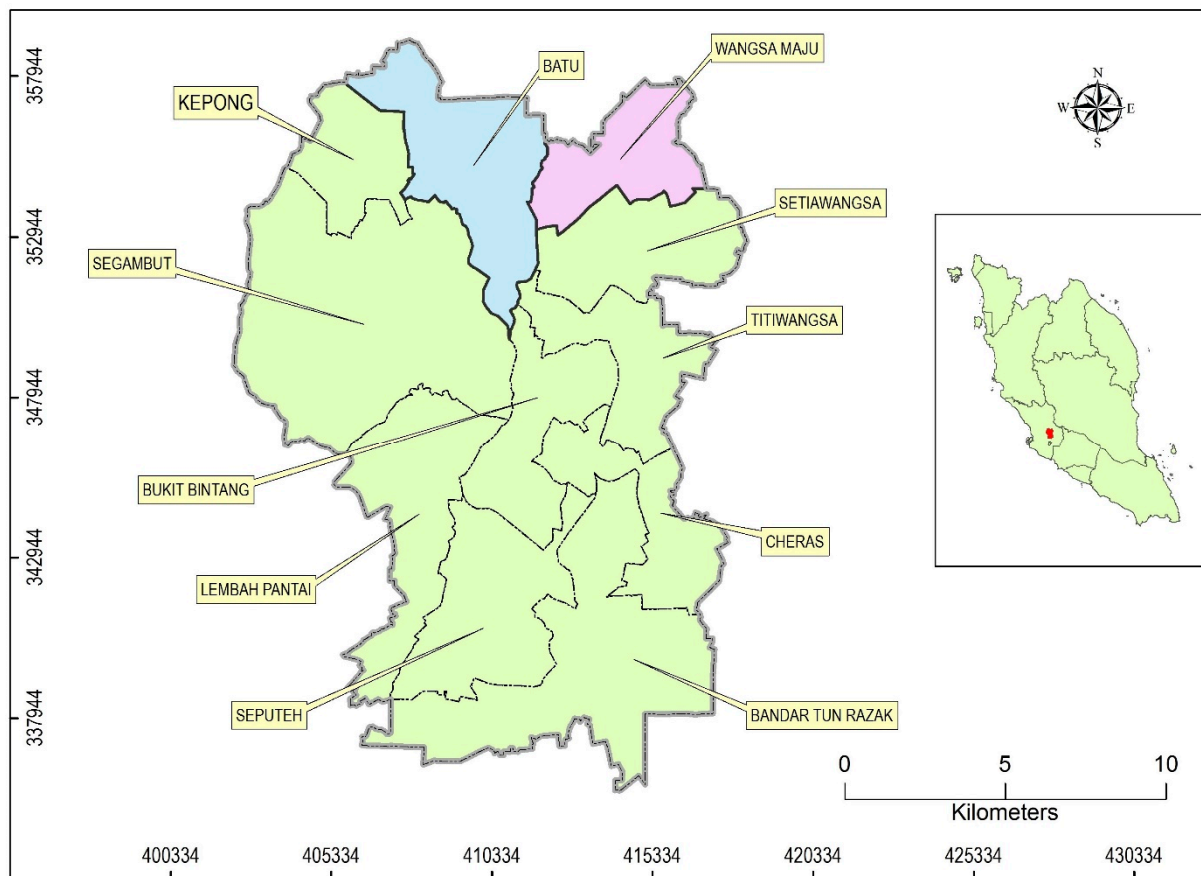 WANGSA MAJU
BATU
KEPONG
SETIAWANGSA
SEGAMBUT
TITIWANGSA
BUKIT BINTANG
CHERAS
LEMBAH PANTAI
SEPUTEH
BANDAR TUN RAZAK
N
W E
S
0 5 10
Kilometers
357944
352944
347944
342944
337944
400334 405334 410334 415334 420334 425334 430334